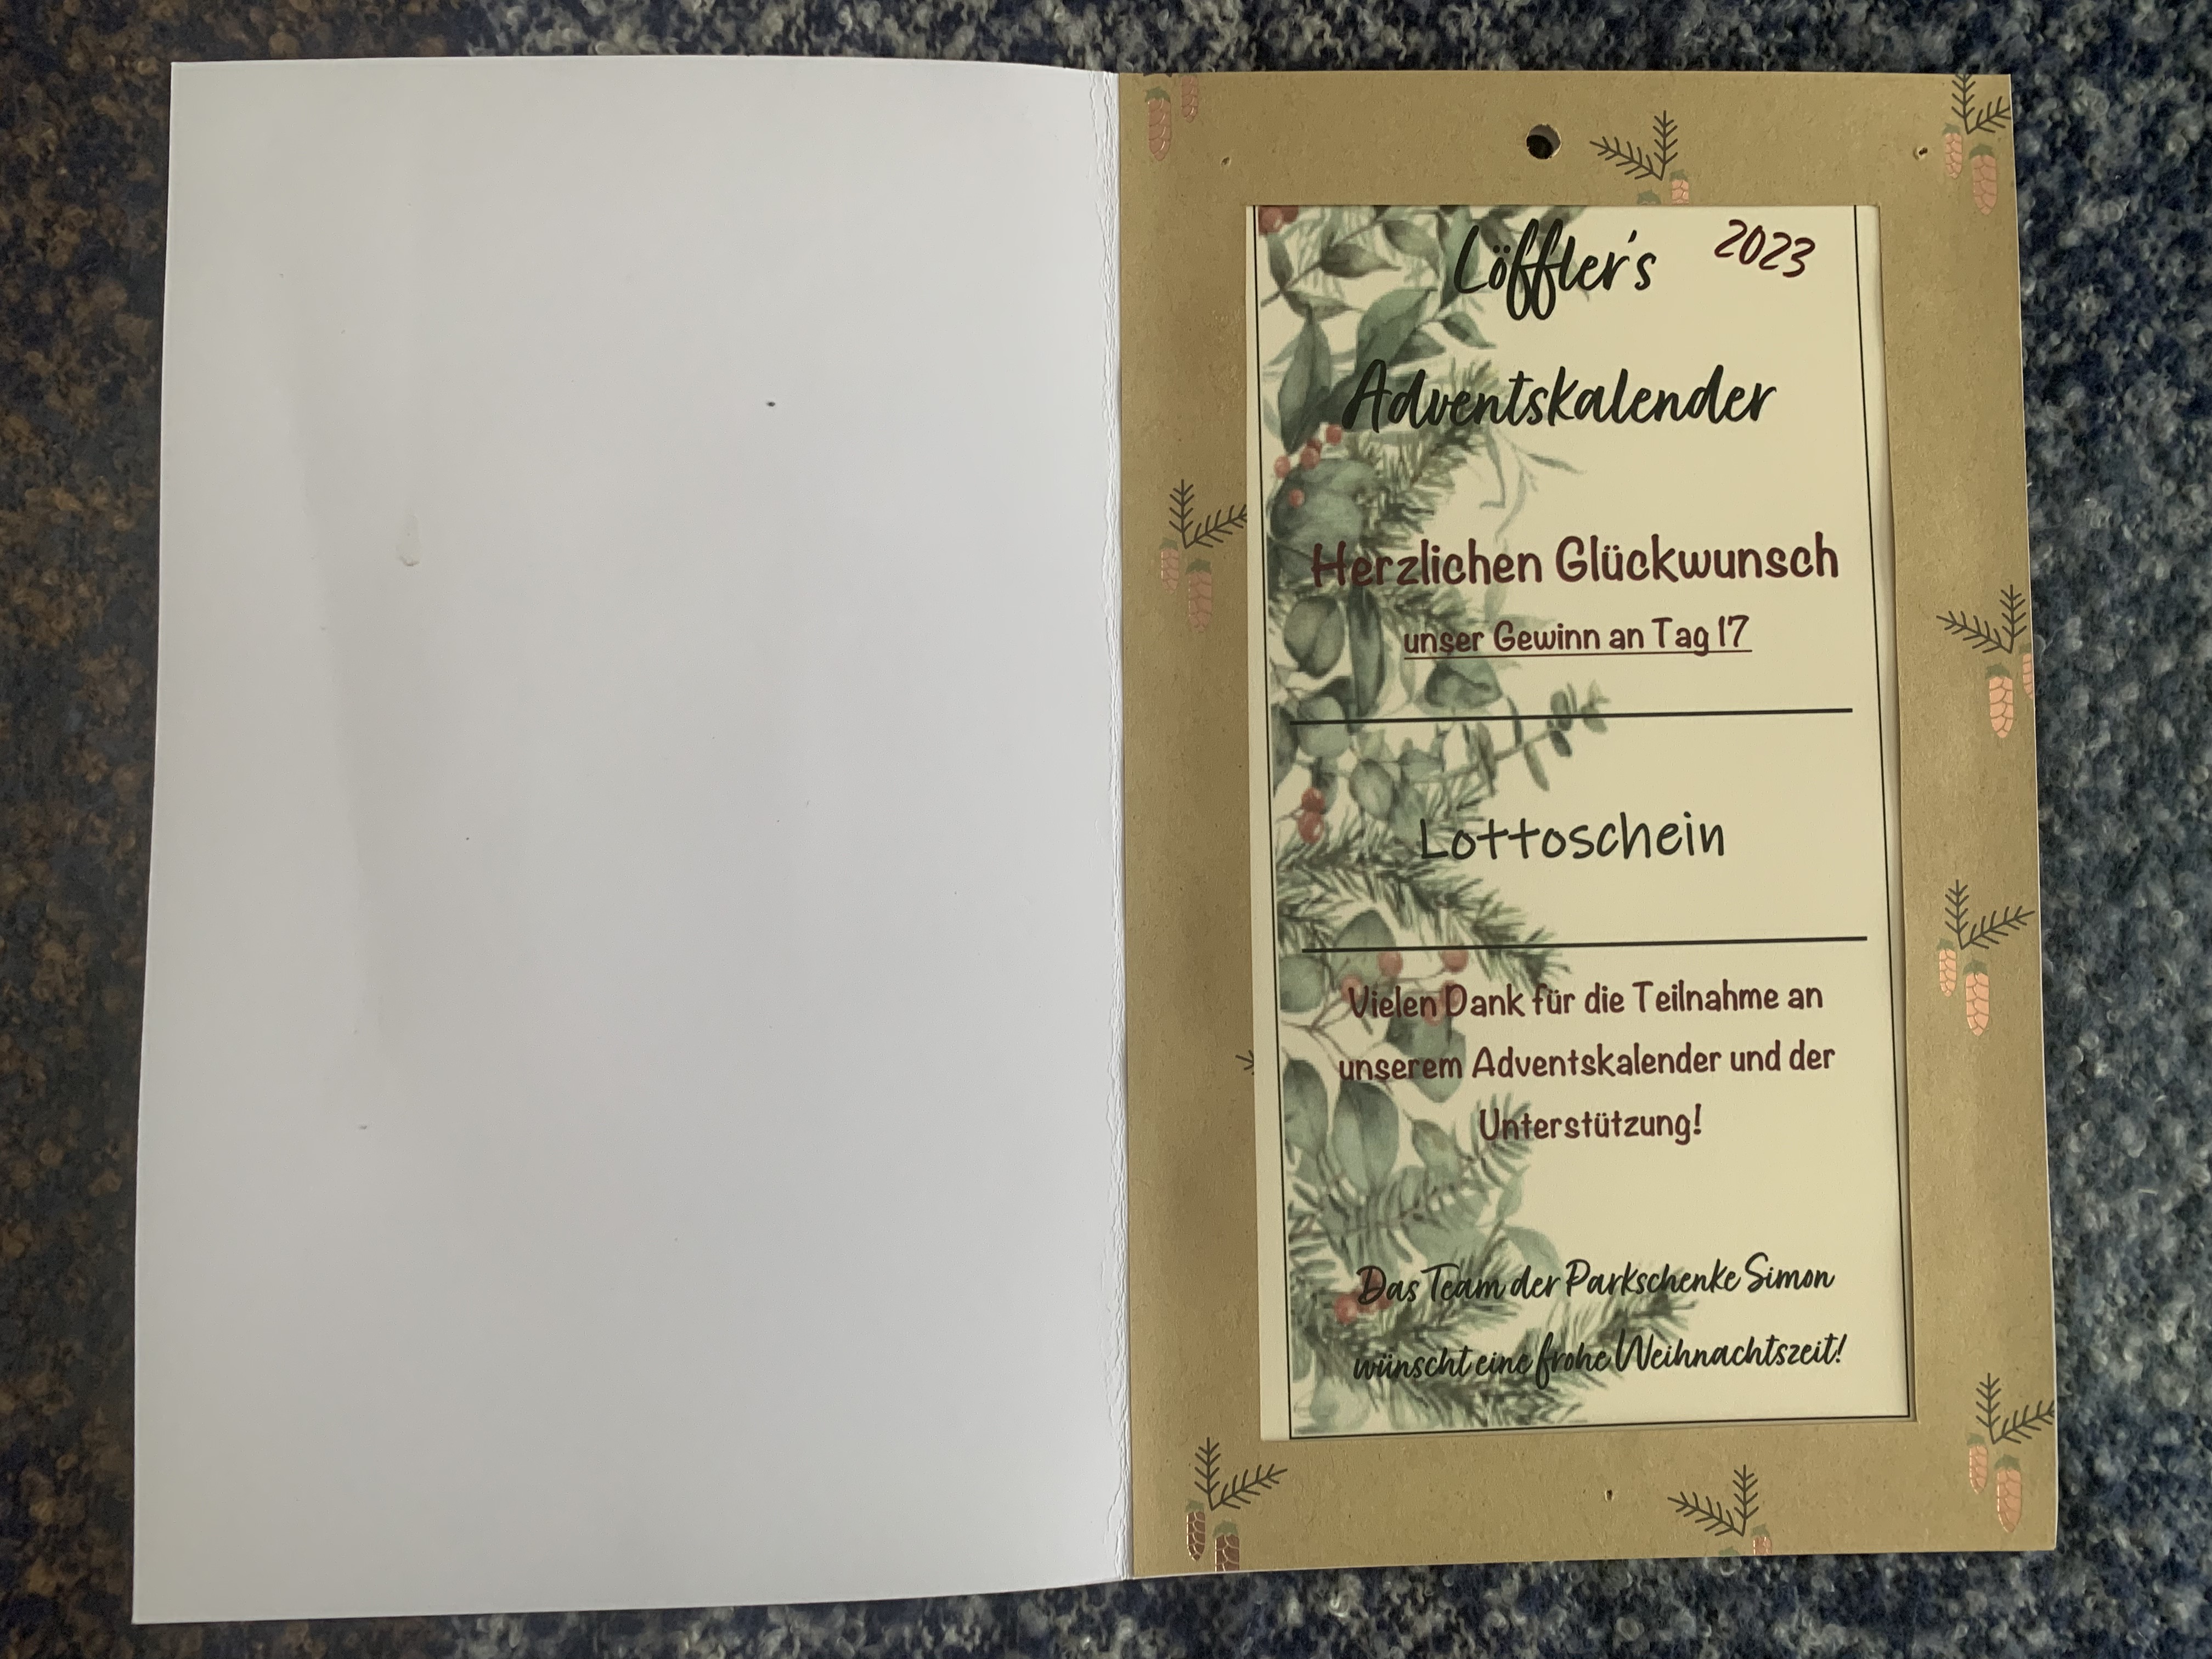 Löffler's 2023
Adventskalender
Herzlichen Glückwunsch
unser Gewinn an Tag 17
Lottoschein
Vielen Dank für die Teilnahme an
unserem Adventskalender und der
Unterstützung!
Das Team der Parkschenke Simon
wünscht eine frohe Weihnachtszeit!